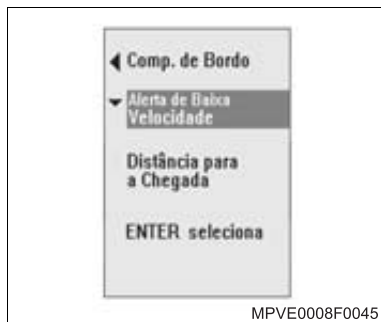 Comp. de Bordo
Alerta de Baixa
Velocidade
Distância para
a Chegada
ENTER seleciona
MPVE0008F0045